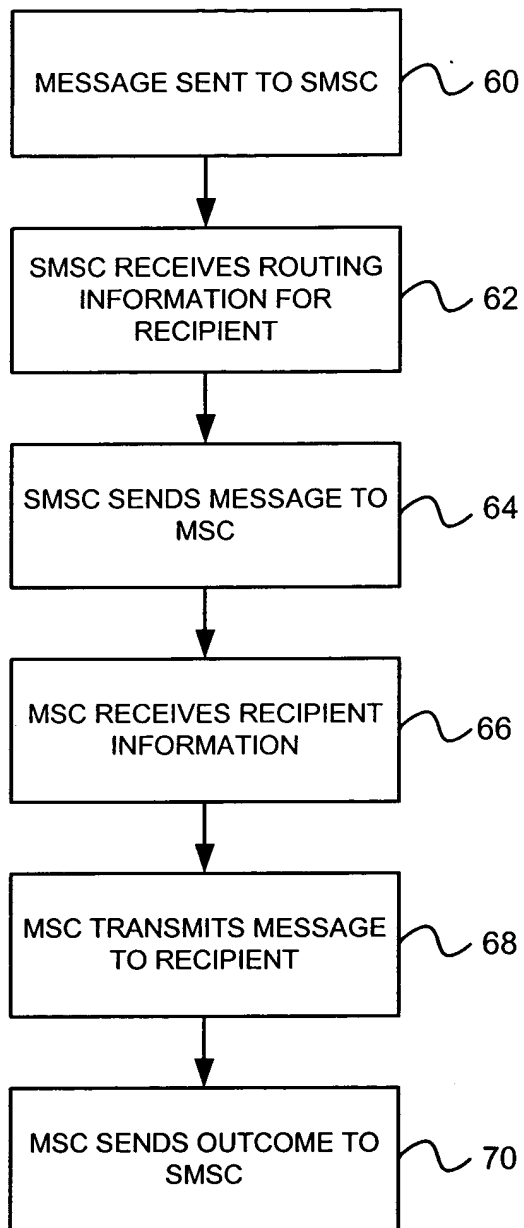 MESSAGE SENT TO SMSC
60
SMSC RECEIVES ROUTING
INFORMATION FOR
RECIPIENT
62
SMSC SENDS MESSAGE TO
MSC
64
MSC RECEIVES RECIPIENT
INFORMATION
66
MSC TRANSMITS MESSAGE
TO RECIPIENT
68
MSC SENDS OUTCOME TO
SMSC
70